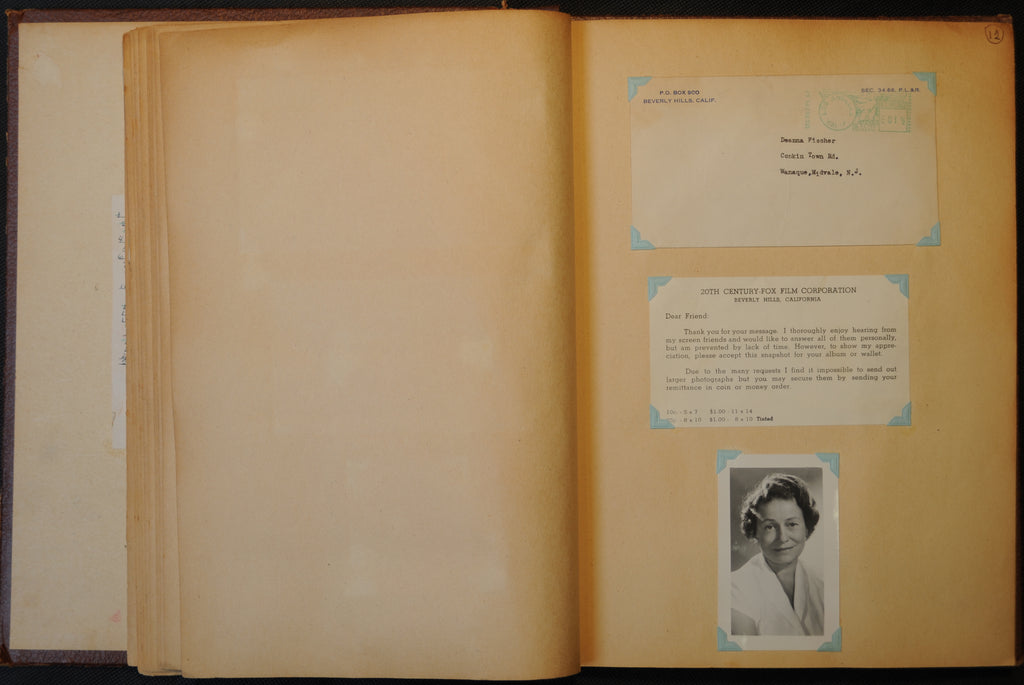 12
P.O. BOX 900
BEVERLY HILLS, CALIF.
SEC. 34.66, P.L.&R.
Deanna Fischer
Conkin Town Rd.
Wanaque,Midvale, N.J.
20TH CENTURY-FOX FILM CORPORATION
BEVERLY HILLS, CALIFORNIA
Dear Friend:
Thank you for your message. I thoroughly enjoy hearing from
my screen friends and would like to answer all of them personally,
but am prevented by lack of time. However, to show my appre-
ciation, please accept this snapshot for your album or wallet.
Due to the many requests I find it impossible to send out
larger photographs but you may secure them by sending your
remittance in coin or money order.
10c - 5 x 7 $1.00 - 11 x 14
- 8 x 10 $1.00 - 8 x 10 Tinted